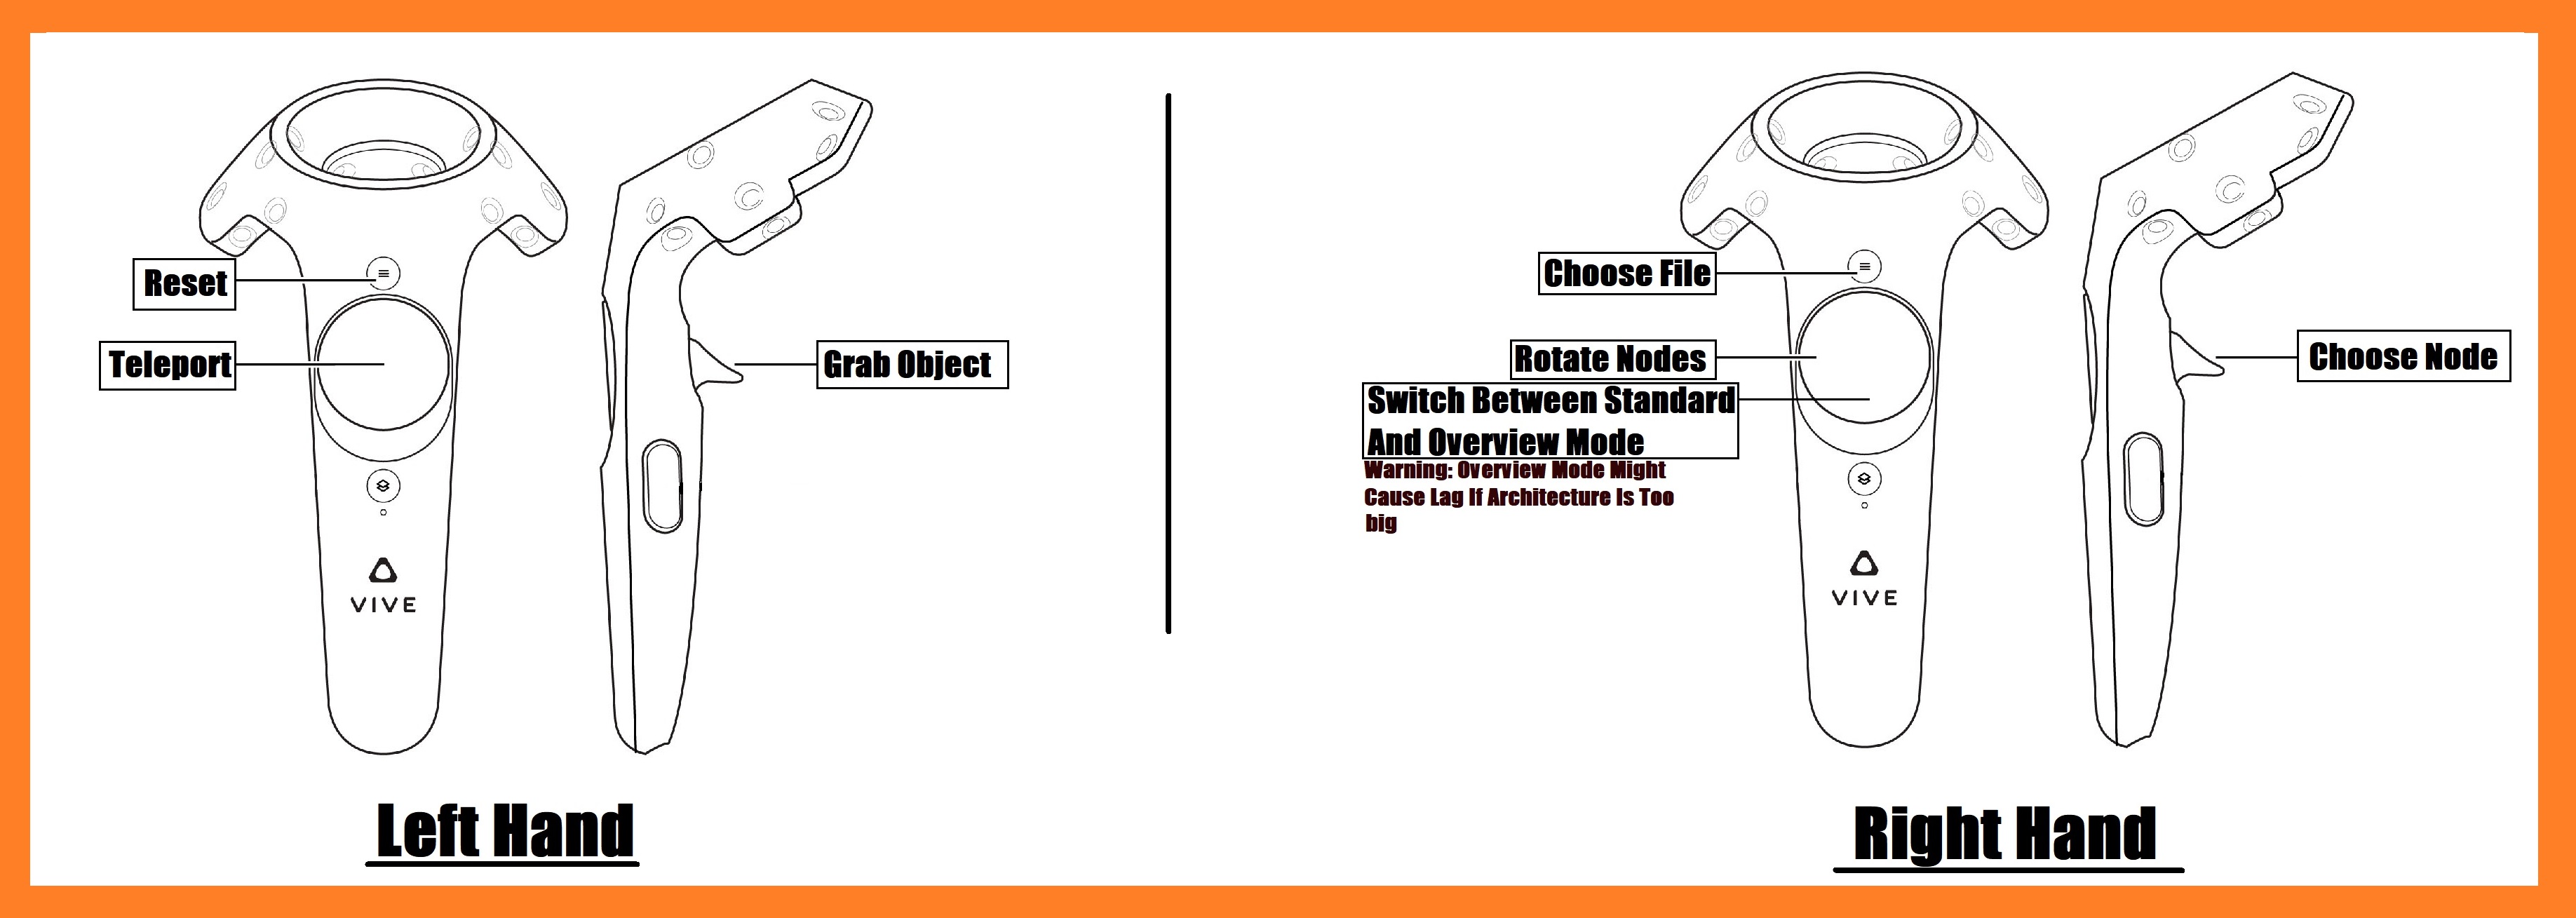 Reset
Teleport
Grab Object
VIVE
Left Hand
Choose File
Rotate Nodes
Switch Between Standard
And Overview Mode
Warning: Overview Mode Might
Cause Lag If Architecture Is Too
big
Choose Node
VIVE
Right Hand